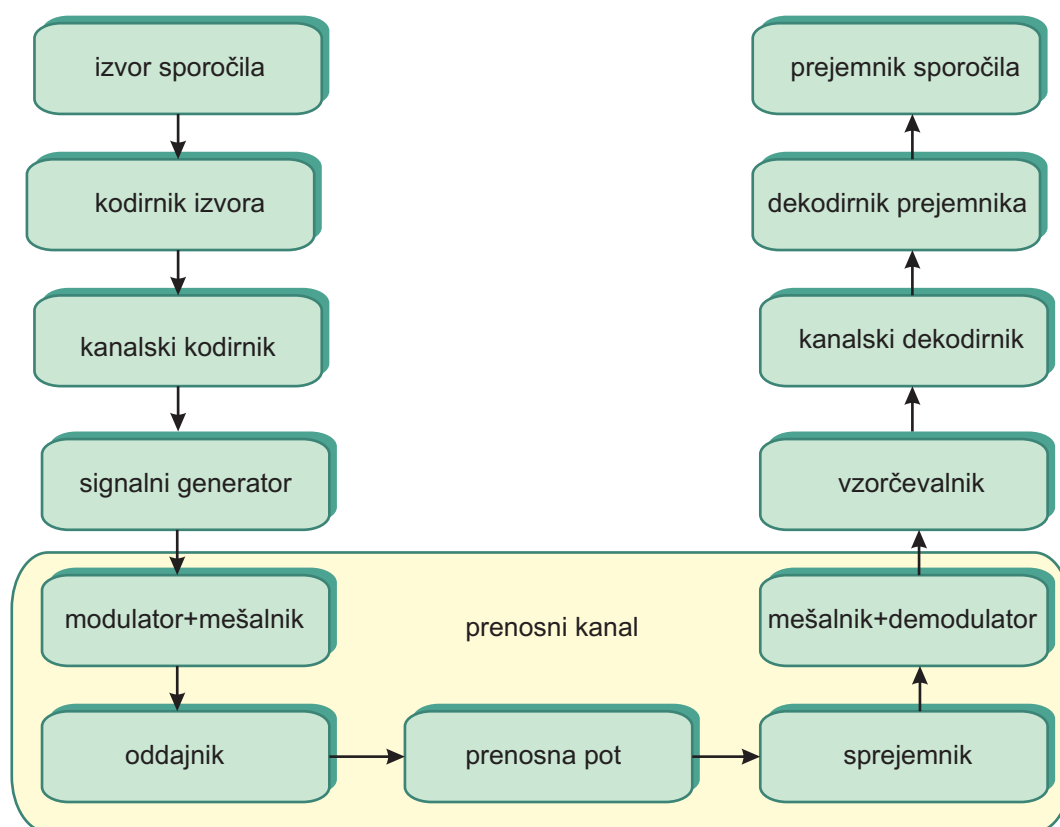 izvor sporočila
kodirnik izvora
kanalski kodirnik
signalni generator
modulator+mešalnik
oddajnik
prenosni kanal
prenosna pot
prejemnik sporočila
dekodirnik prejemnika
kanalski dekodirnik
vzorčevalnik
mešalnik+demodulator
sprejemnik